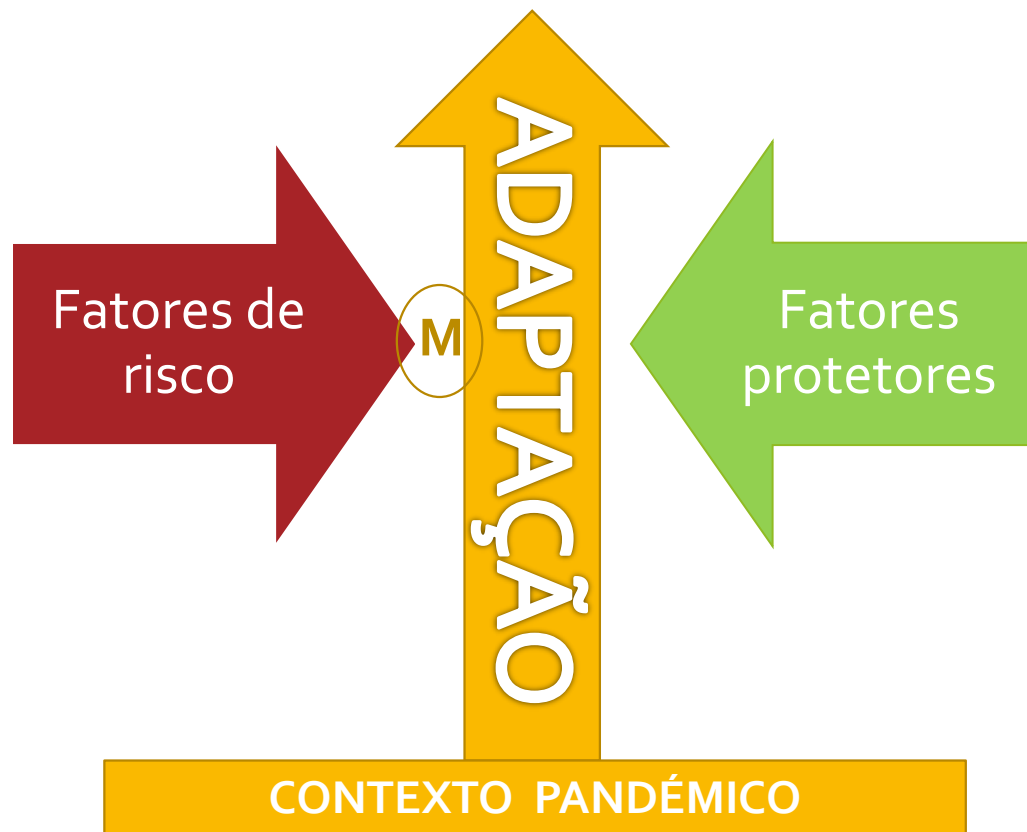 ADAPTAÇÃO
Fatores de
risco
M
Fatores
protetores
CONTEXTO PANDÉMICO